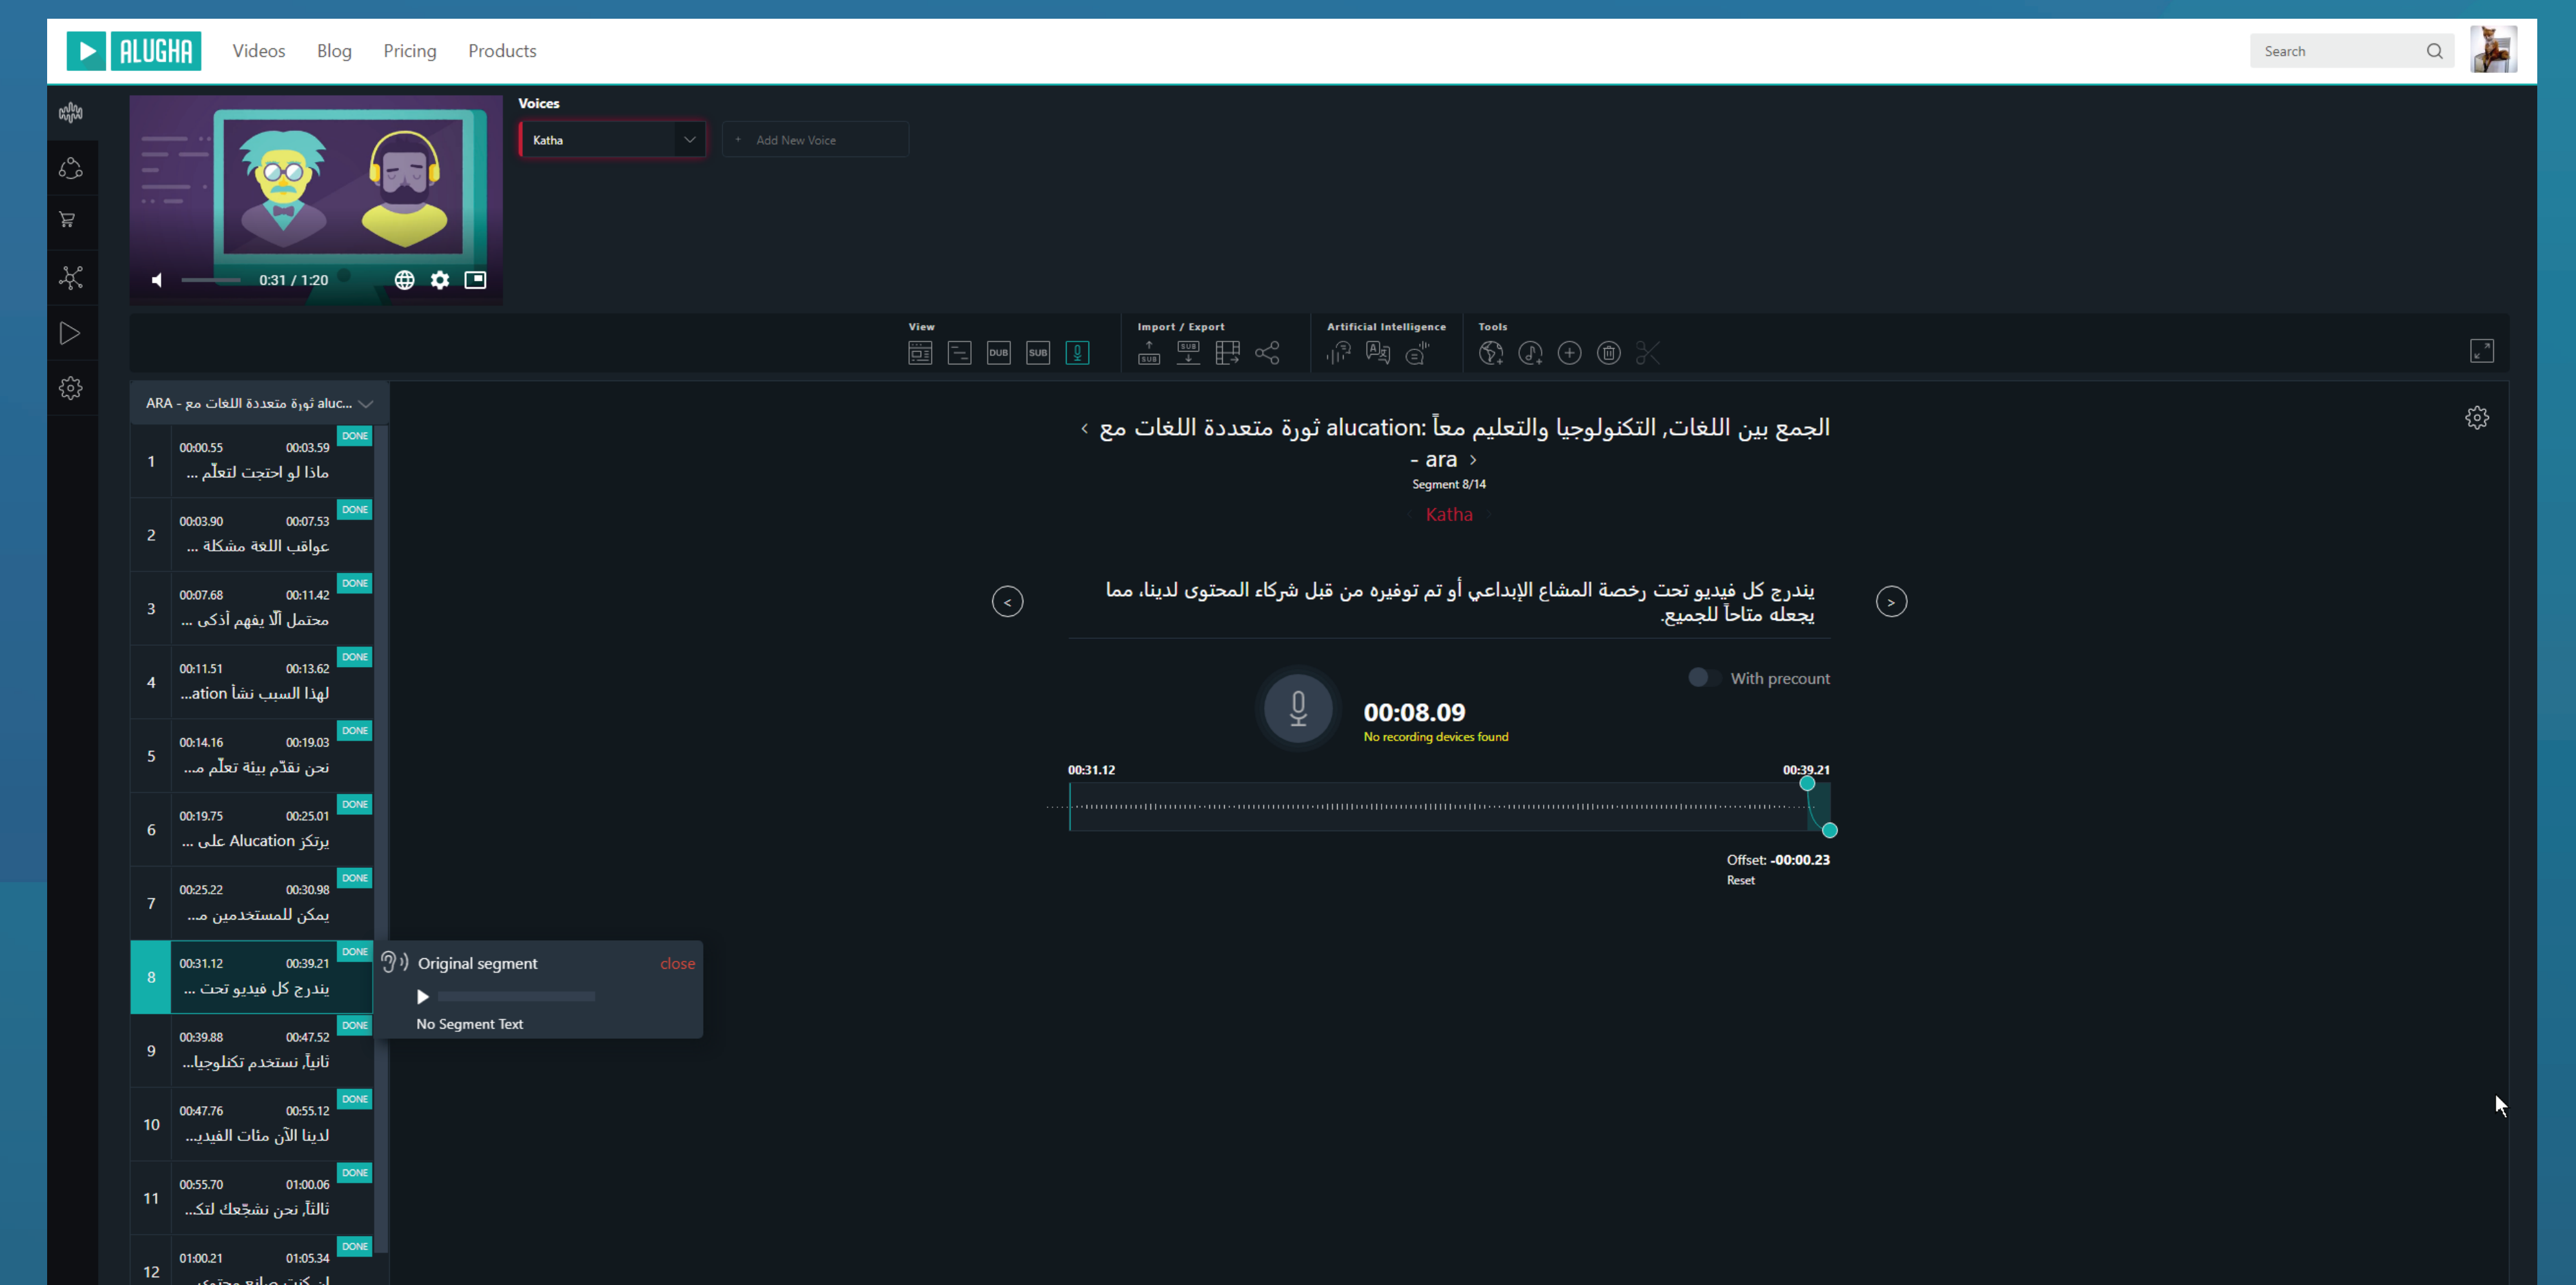 ALUGHA
Videos
Blog
Pricing
Products
Search
Voices
Katha
+ Add New Voice
0:31 / 1:20
View
Import / Export
Artificial Intelligence
Tools
DUB
SUB
SUB
SUB
ARA - ثورة متعددة اللغات مع aluc...
1
00:00.55
00:03.59
DONE
ماذا لو احتجت لتعلّم ...
2
00:03.90
00:07.53
DONE
عواقب اللغة مشكلة ...
3
00:07.68
00:11.42
DONE
محتمل ألّا يفهم أذكى ...
4
00:11.51
00:13.62
DONE
لهذا السبب نشأ ation...
5
00:14.16
00:19.03
DONE
نحن نقدّم بيئة تعلّم م...
6
00:19.75
00:25.01
DONE
يرتكز Alucation على ...
7
00:25.22
00:30.98
DONE
يمكن للمستخدمين م...
8
00:31.12
00:39.21
DONE
يندرج كل فيديو تحت ...
9
00:39.88
00:47.52
DONE
ثانياً, نستخدم تكنلوجيا...
10
00:47.76
00:55.12
DONE
لدينا الآن مئات الفيديـ...
11
00:55.70
01:00.06
DONE
ثالثاً, نحن نشجّعك لتكـ...
12
01:00.21
01:05.34
DONE
إن كنت صانع محتوى
Original segment
close
No Segment Text
الجمع بين اللغات, التكنولوجيا والتعليم معاً :alucation ثورة متعددة اللغات مع
- ara
Segment 8/14
Katha
يندرج كل فيديو تحت رخصة المشاع الإبداعي أو تم توفيره من قبل شركاء المحتوى لدينا، مما
يجعله متاحاً للجميع.
With precount
00:08.09
No recording devices found
00:31.12
00:39.21
Offset: -00:00.23
Reset